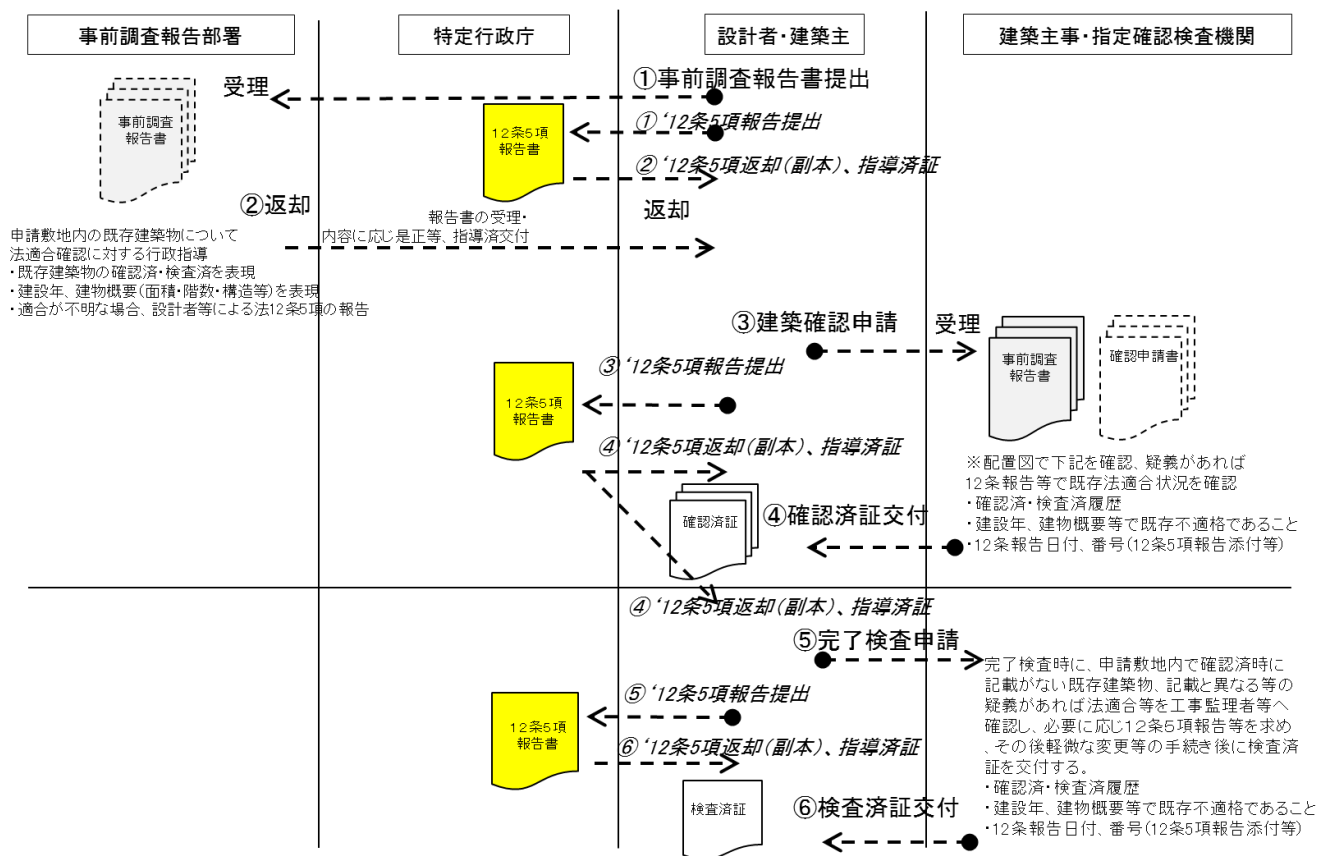 事前調査報告部署
特定行政庁
設計者・建築主
建築主事・指定確認検査機関
①事前調査報告書提出
受理
事前調査
報告書
①‘12条5項報告提出
12条5項
報告書
②‘12条5項返却(副本)、指導済証
②返却
返却
報告書の受理・
内容に応じ是正等、指導済交付
申請敷地内の既存建築物について
法適合確認に対する行政指導
・既存建築物の確認済・検査済を表現
・建設年、建物概要(面積・階数・構造等)を表現
・適合が不明な場合、設計者等による法12条5項の報告
③建築確認申請
受理
事前調査
報告書
確認申請書
③‘12条5項報告提出
12条5項
報告書
④‘12条5項返却(副本)、指導済証
※配置図で下記を確認、疑義があれば
12条報告等で既存法適合状況を確認
・確認済・検査済履歴
・建設年、建物概要等で既存不適格であること
・12条報告日付、番号(12条5項報告添付等)
確認済証
④確認済証交付
④‘12条5項返却(副本)、指導済証
⑤完了検査申請
完了検査時に、申請敷地内で確認済時に
記載がない既存建築物、記載と異なる等の
疑義があれば法適合等を工事監理者等へ
確認し、必要に応じ12条5項報告等を求め
、その後軽微な変更等の手続き後に検査済
証を交付する。
・確認済・検査済履歴
・建設年、建物概要等で既存不適格であること
・12条報告日付、番号(12条5項報告添付等)
⑤‘12条5項報告提出
12条5項
報告書
⑥‘12条5項返却(副本)、指導済証
検査済証
⑥検査済証交付